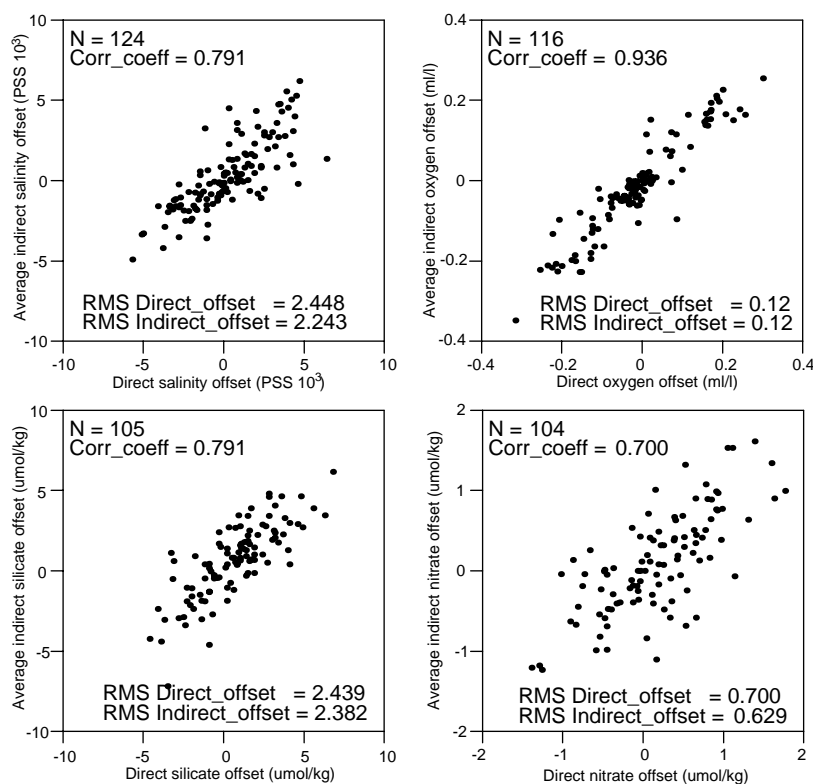 N = 124
Corr_coeff = 0.791
10
5
0
-5
-10
Average indirect salinity offset (PSS 10³)
RMS Direct_offset = 2.448
RMS Indirect_offset = 2.243
-10 -5 0 5 10
Direct salinity offset (PSS 10³)
N = 116
Corr_coeff = 0.936
0.4
0.2
0
-0.2
-0.4
Average indirect oxygen offset (ml/l)
RMS Direct_offset = 0.12
RMS Indirect_offset = 0.12
-0.4 -0.2 0 0.2 0.4
Direct oxygen offset (ml/l)
N = 105
Corr_coeff = 0.791
10
5
0
-5
-10
Average indirect silicate offset (umol/kg)
RMS Direct_offset = 2.439
RMS Indirect_offset = 2.382
-10 -5 0 5 10
Direct silicate offset (umol/kg)
N = 104
Corr_coeff = 0.700
2
1
0
-1
-2
Average indirect nitrate offset (umol/kg)
RMS Direct_offset = 0.700
RMS Indirect_offset = 0.629
-2 -1 0 1 2
Direct nitrate offset (umol/kg)